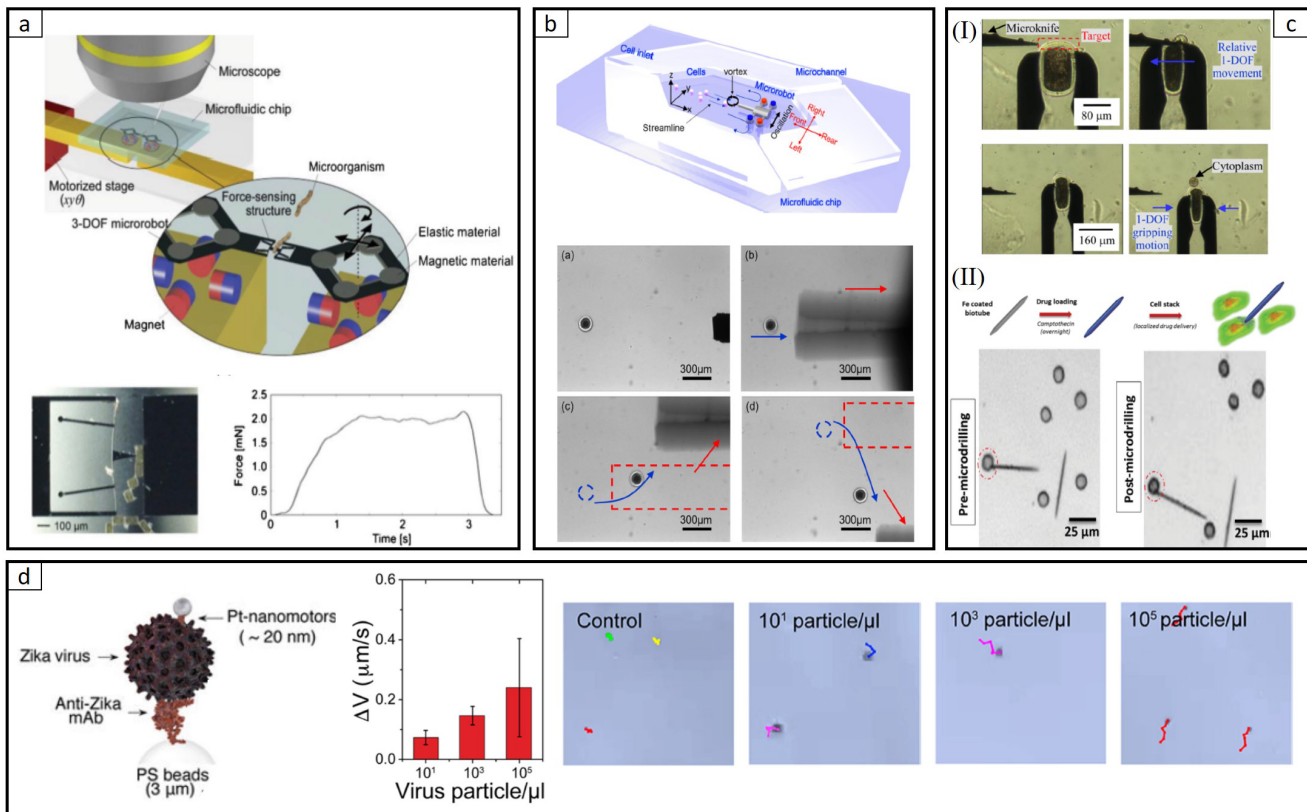 a
Microscope
Microfluidic chip
Microorganism
Motorized stage
(xyθ)
Force-sensing
structure
3-DOF microrobot
Elastic material
Magnetic material
Magnet
100 µm
Force [mN]
2.5
2.0
1.5
1.0
0.5
0
0
1
2
3
Time [s]
b
Cell inlet
Cells
vortex
Microchannel
Microrobot
z
y
x
Streamline
Oscillation
Right
Front
Rear
Left
Microfluidic chip
(a)
300µm
(b)
300µm
(c)
300µm
(d)
300µm
c
(I)
Microknife
Target
80 µm
Relative
1-DOF
movement
160 µm
Cytoplasm
1-DOF
gripping
motion
(II)
Fe coated
biotube
Drug loading
Camptothecin
(overnight)
Cell stack
(localized drug delivery)
Pre-microdrilling
25 µm
Post-microdrilling
25 µm
d
Pt-nanomotors
(~ 20 nm)
Zika virus
Anti-Zika
mAb
PS beads
(3 µm)
ΔV (µm/s)
0.6
0.4
0.2
0.0
10¹
10³
10⁵
Virus particle/µl
Control
10¹ particle/µl
10³ particle/µl
10⁵ particle/µl